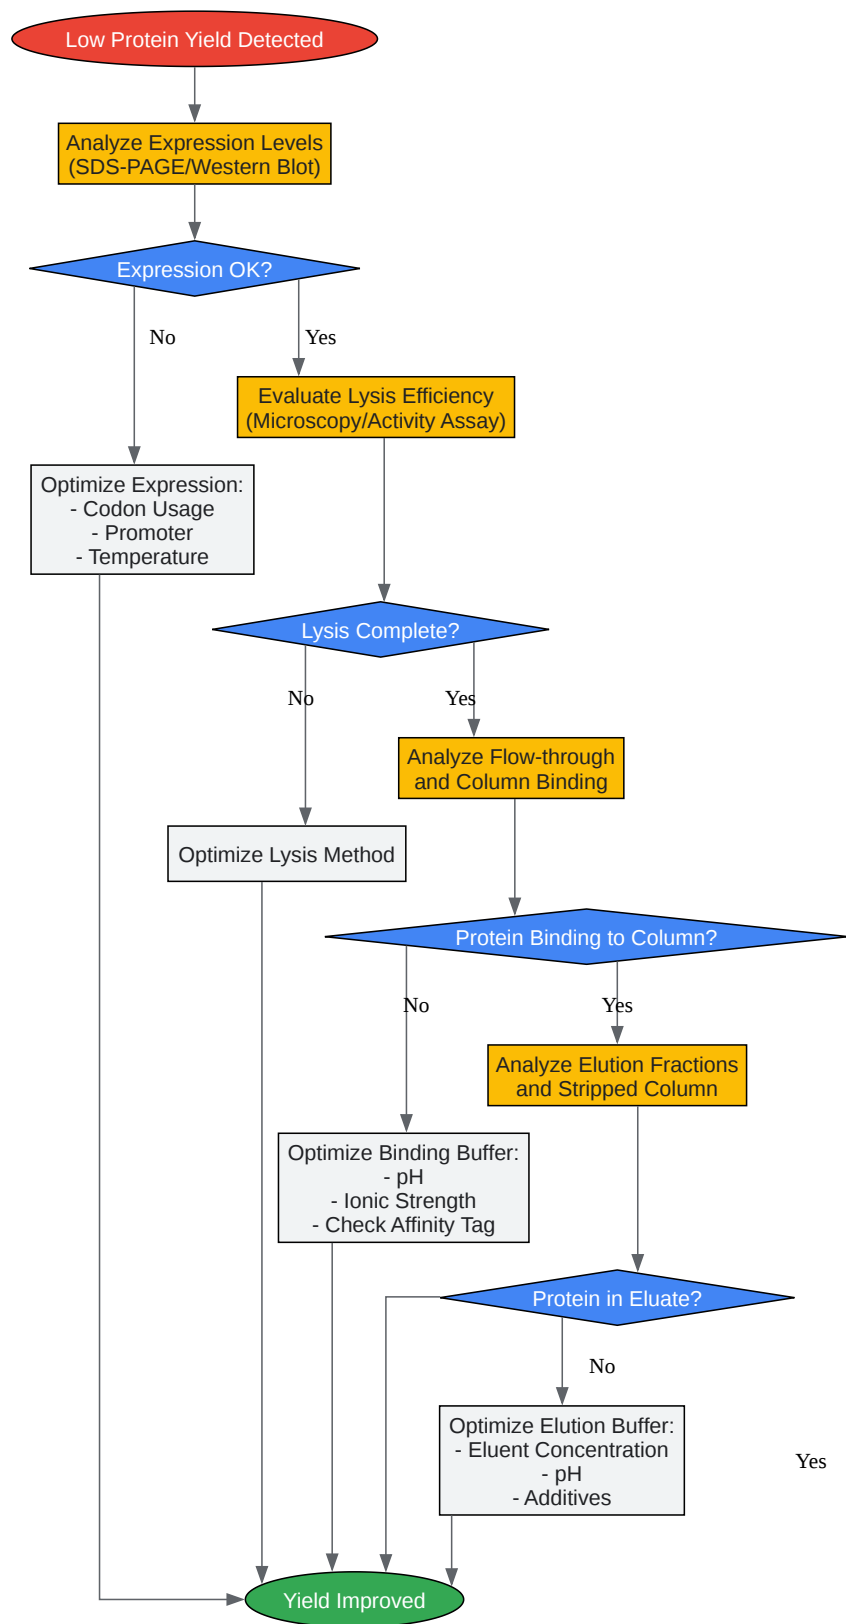 Low Protein Yield Detected
Analyze Expression Levels
(SDS-PAGE/Western Blot)
Expression OK?
No
Yes
Evaluate Lysis Efficiency
(Microscopy/Activity Assay)
Optimize Expression:
- Codon Usage
- Promoter
- Temperature
Lysis Complete?
No
Yes
Analyze Flow-through
and Column Binding
Optimize Lysis Method
Protein Binding to Column?
No
Yes
Analyze Elution Fractions
and Stripped Column
Optimize Binding Buffer:
- pH
- Ionic Strength
- Check Affinity Tag
Protein in Eluate?
No
Optimize Elution Buffer:
- Eluent Concentration
- pH
- Additives
Yes
Yield Improved